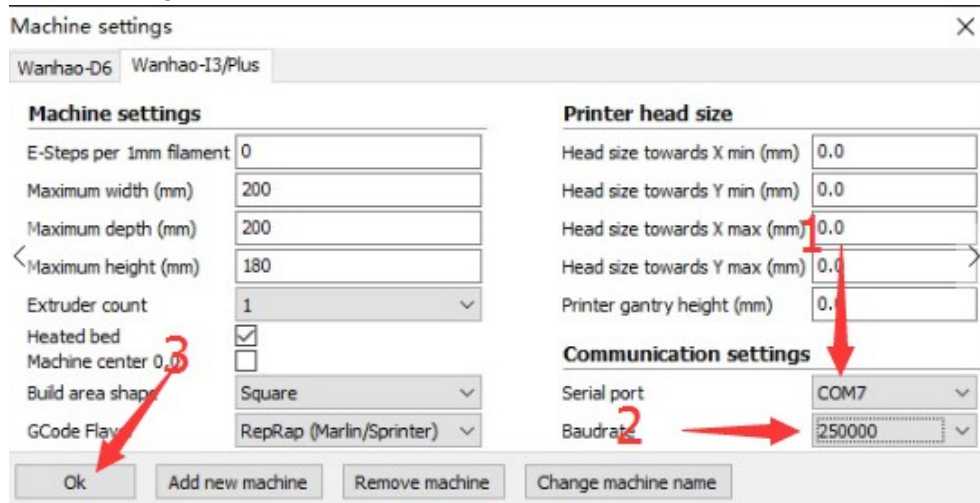 Machine settings
Wanhao-D6 Wanhao-I3/Plus
Machine settings
E-Steps per 1mm filament 0
Maximum width (mm) 200
Maximum depth (mm) 200
Maximum height (mm) 180
Extruder count 1
Heated bed
Machine center 0,0
Build area shape Square
GCode Flavor RepRap (Marlin/Sprinter)
Printer head size
Head size towards X min (mm) 0.0
Head size towards Y min (mm) 0.0
Head size towards X max (mm) 0.0
Head size towards Y max (mm) 0.0
Printer gantry height (mm) 0.0
1
Communication settings
Serial port COM7
Baudrate 250000
2
3
Ok Add new machine Remove machine Change machine name